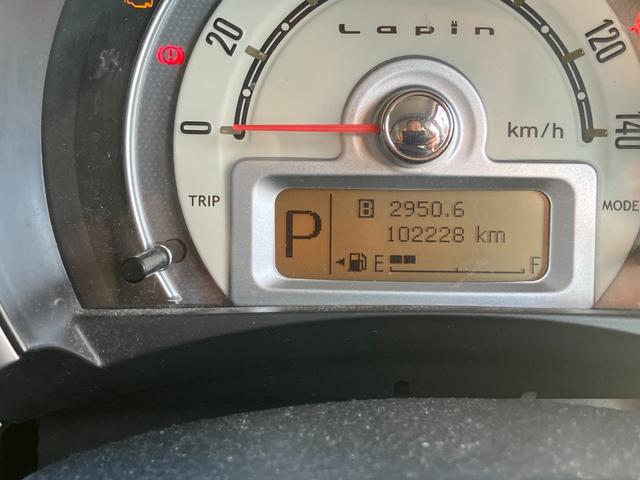 Lapin
0
20
120
140
km/h
TRIP
MODE
P
B 2950.6
102228 km
E F